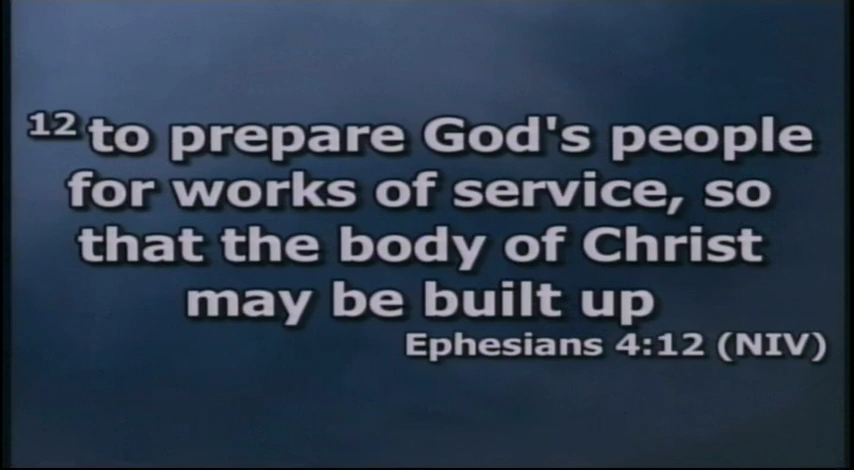 12 to prepare God's people
for works of service, so
that the body of Christ
may be built up
Ephesians 4:12 (NIV)